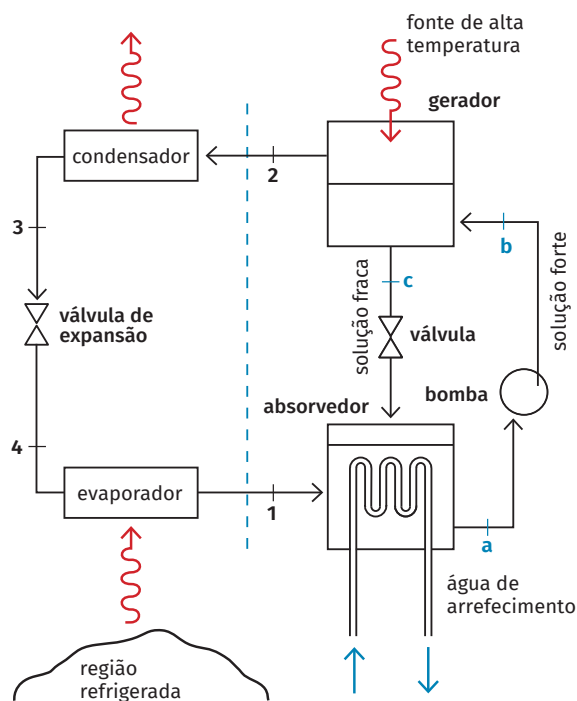 fonte de alta
temperatura
gerador
condensador
2
3
b
c
solução fraca
solução forte
válvula de
expansão
válvula
bomba
absorvedor
4
evaporador
1
a
água de
arrefecimento
região
refrigerada